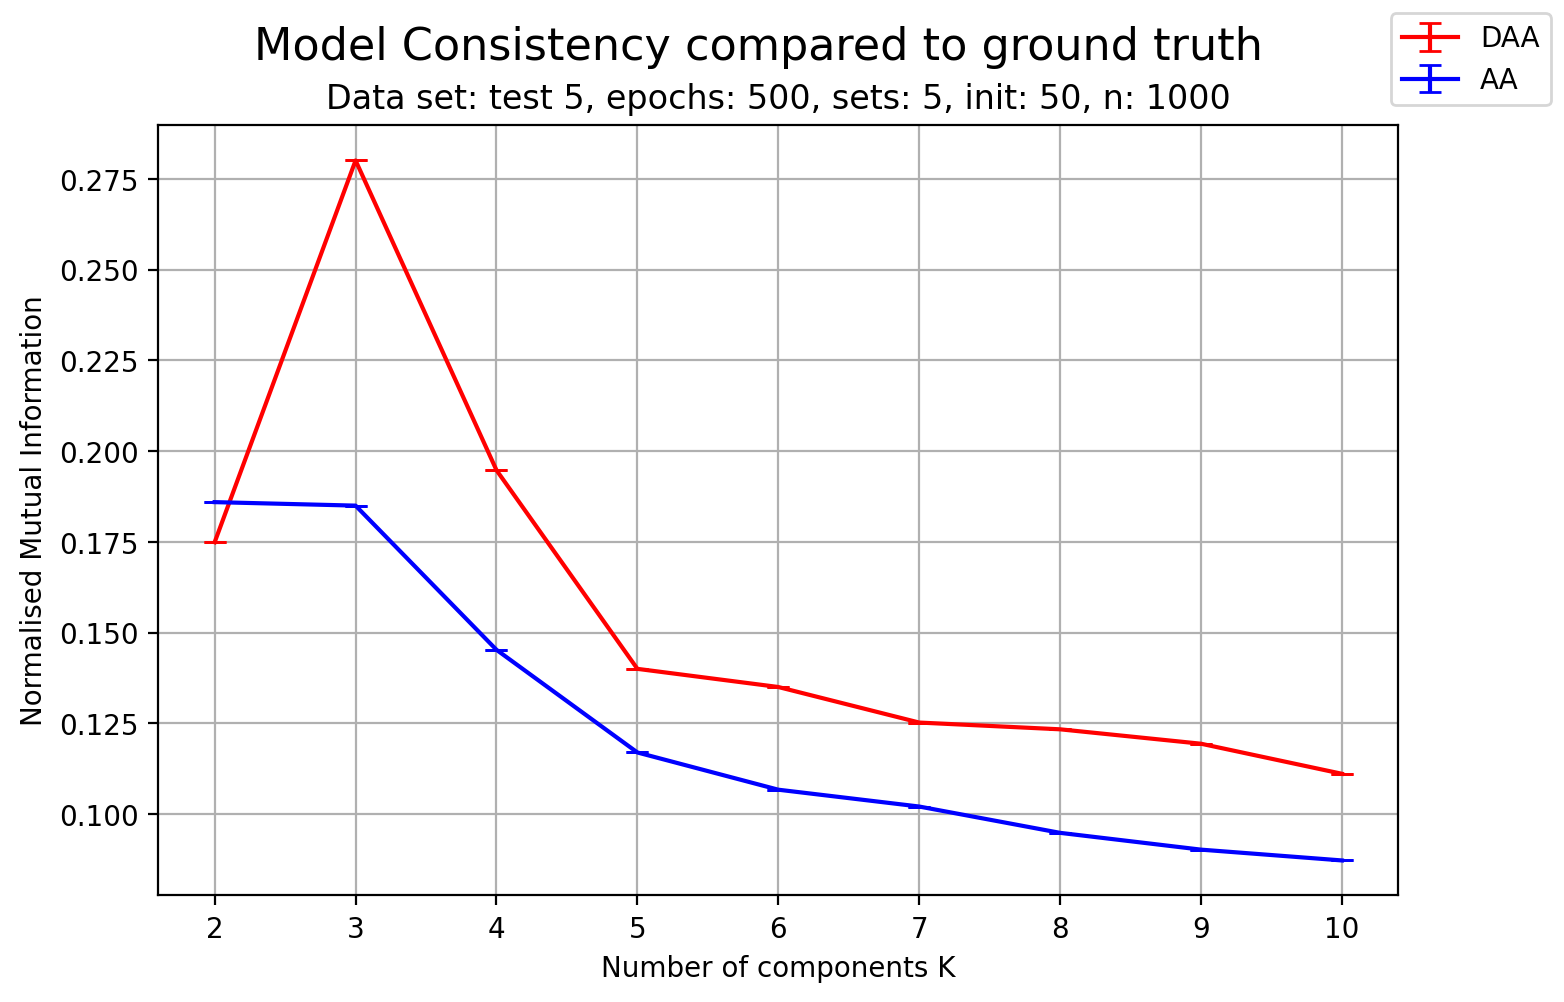 Model Consistency compared to ground truth
Data set: test 5, epochs: 500, sets: 5, init: 50, n: 1000
DAA
AA
Normalised Mutual Information
0.275
0.250
0.225
0.200
0.175
0.150
0.125
0.100
2 3 4 5 6 7 8 9 10
Number of components K